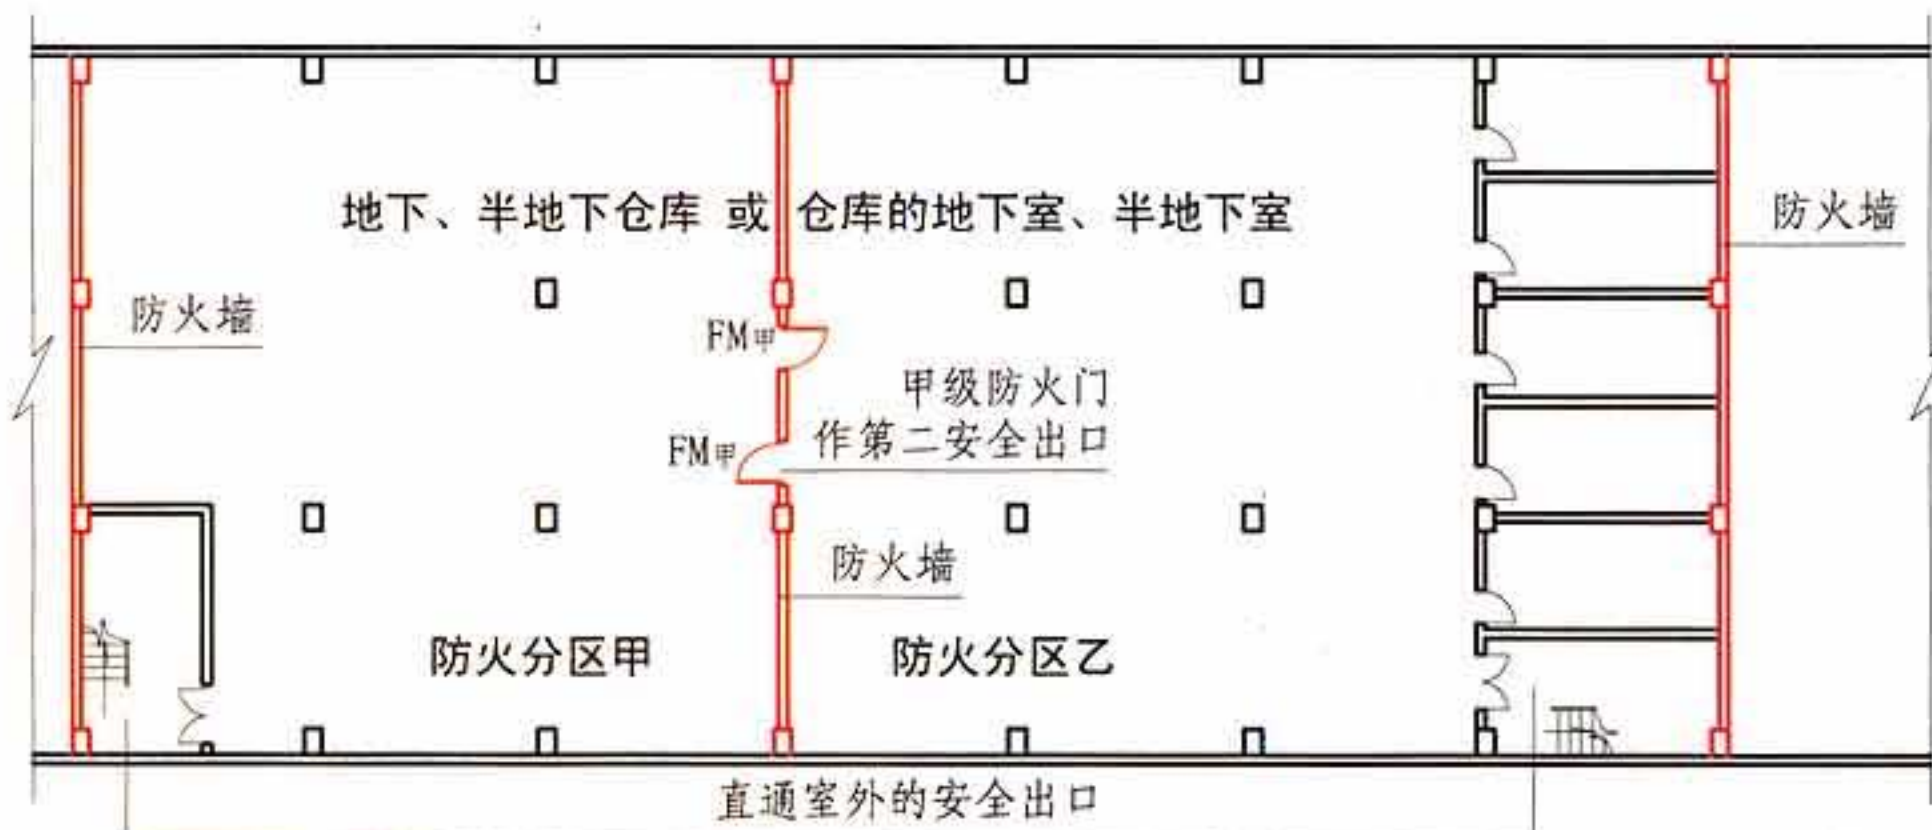 地下、半地下仓库 或 仓库的地下室、半地下室
防火墙
防火墙
FM甲
甲级防火门
作第二安全出口
FM甲
防火墙
防火分区甲
防火分区乙
直通室外的安全出口